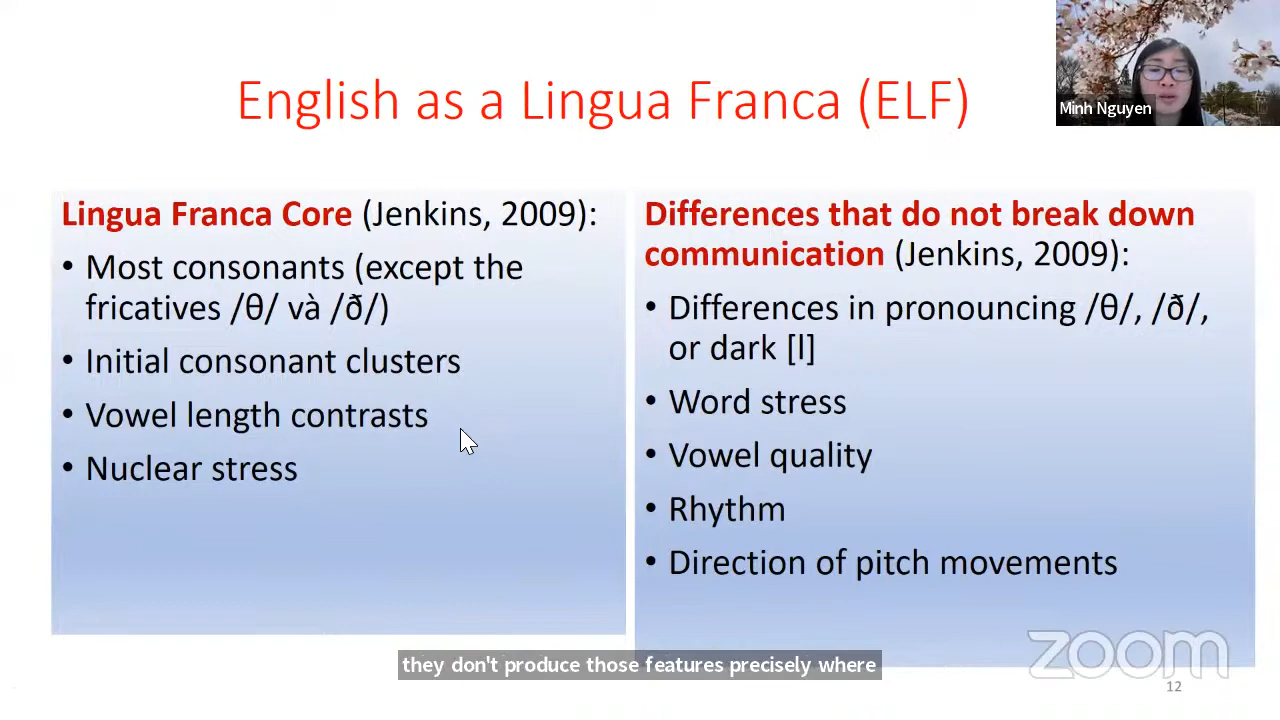 English as a Lingua Franca (ELF)
Minh Nguyen
Lingua Franca Core (Jenkins, 2009):
• Most consonants (except the
fricatives /θ/ và /ð/)
• Initial consonant clusters
• Vowel length contrasts
• Nuclear stress
Differences that do not break down
communication (Jenkins, 2009):
• Differences in pronouncing /θ/, /ð/,
or dark [l]
• Word stress
• Vowel quality
• Rhythm
• Direction of pitch movements
zoom
they don't produce those features precisely where
12